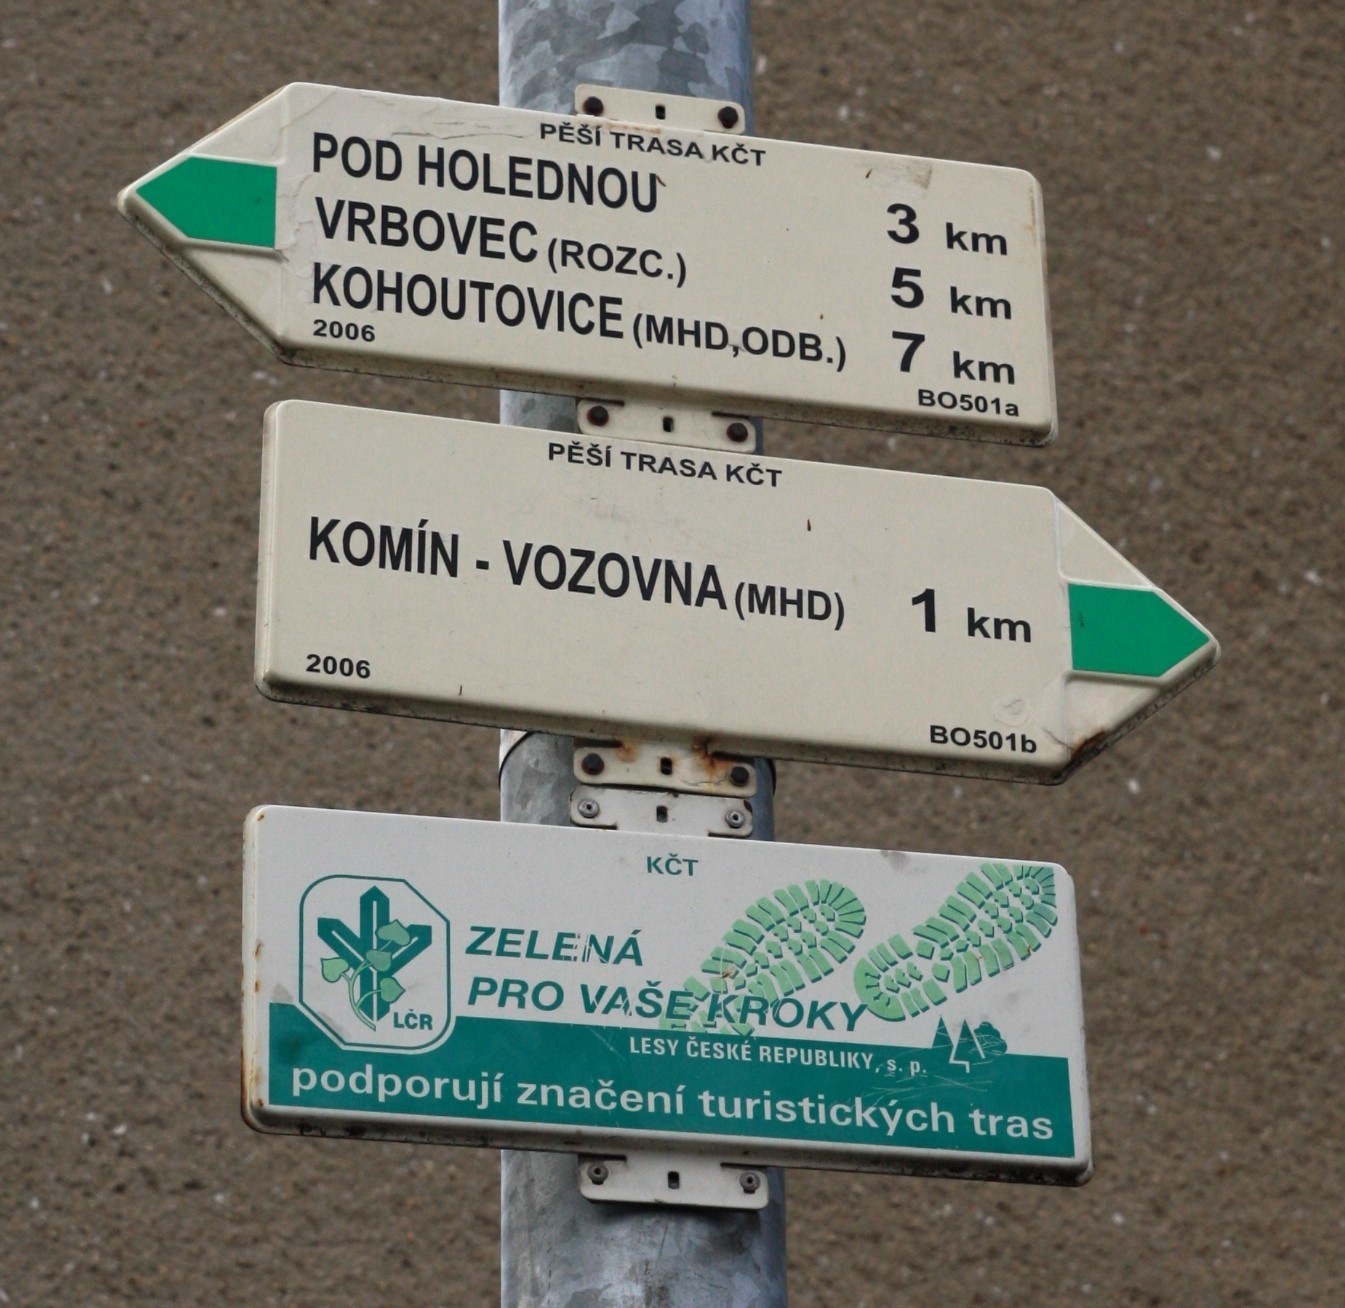 PĚŠÍ TRASA KČT
POD HOLEDNOU 3 km
VRBOVEC (ROZC.) 5 km
KOHOUTOVICE (MHD,ODB.) 7 km
2006 BO501a
PĚŠÍ TRASA KČT
KOMÍN - VOZOVNA (MHD) 1 km
2006 BO501b
KČT
ZELENÁ
PRO VAŠE KROKY
LČR
LESY ČESKÉ REPUBLIKY, s. p.
podporují značení turistických tras